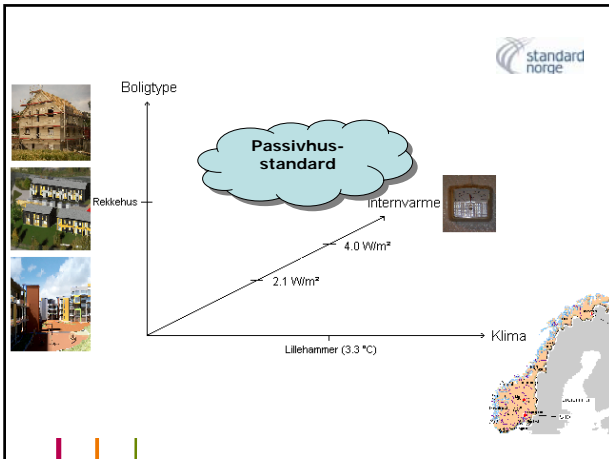 standard
norge
Boligtype
Passivhus-
standard
Rekkehus
Internvarme
4.0 W/m²
2.1 W/m²
Klima
Lillehammer (3.3 °C)